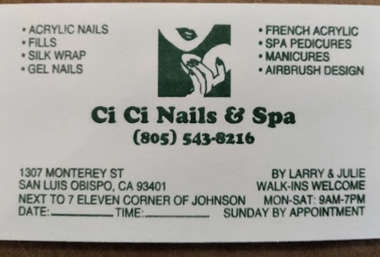 • ACRYLIC NAILS
• FILLS
• SILK WRAP
• GEL NAILS
• FRENCH ACRYLIC
• SPA PEDICURES
• MANICURES
• AIRBRUSH DESIGN
Ci Ci Nails & Spa
(805) 543-8216
1307 MONTEREY ST
SAN LUIS OBISPO, CA 93401
NEXT TO 7 ELEVEN CORNER OF JOHNSON
DATE: TIME:
BY LARRY & JULIE
WALK-INS WELCOME
MON-SAT: 9AM-7PM
SUNDAY BY APPOINTMENT